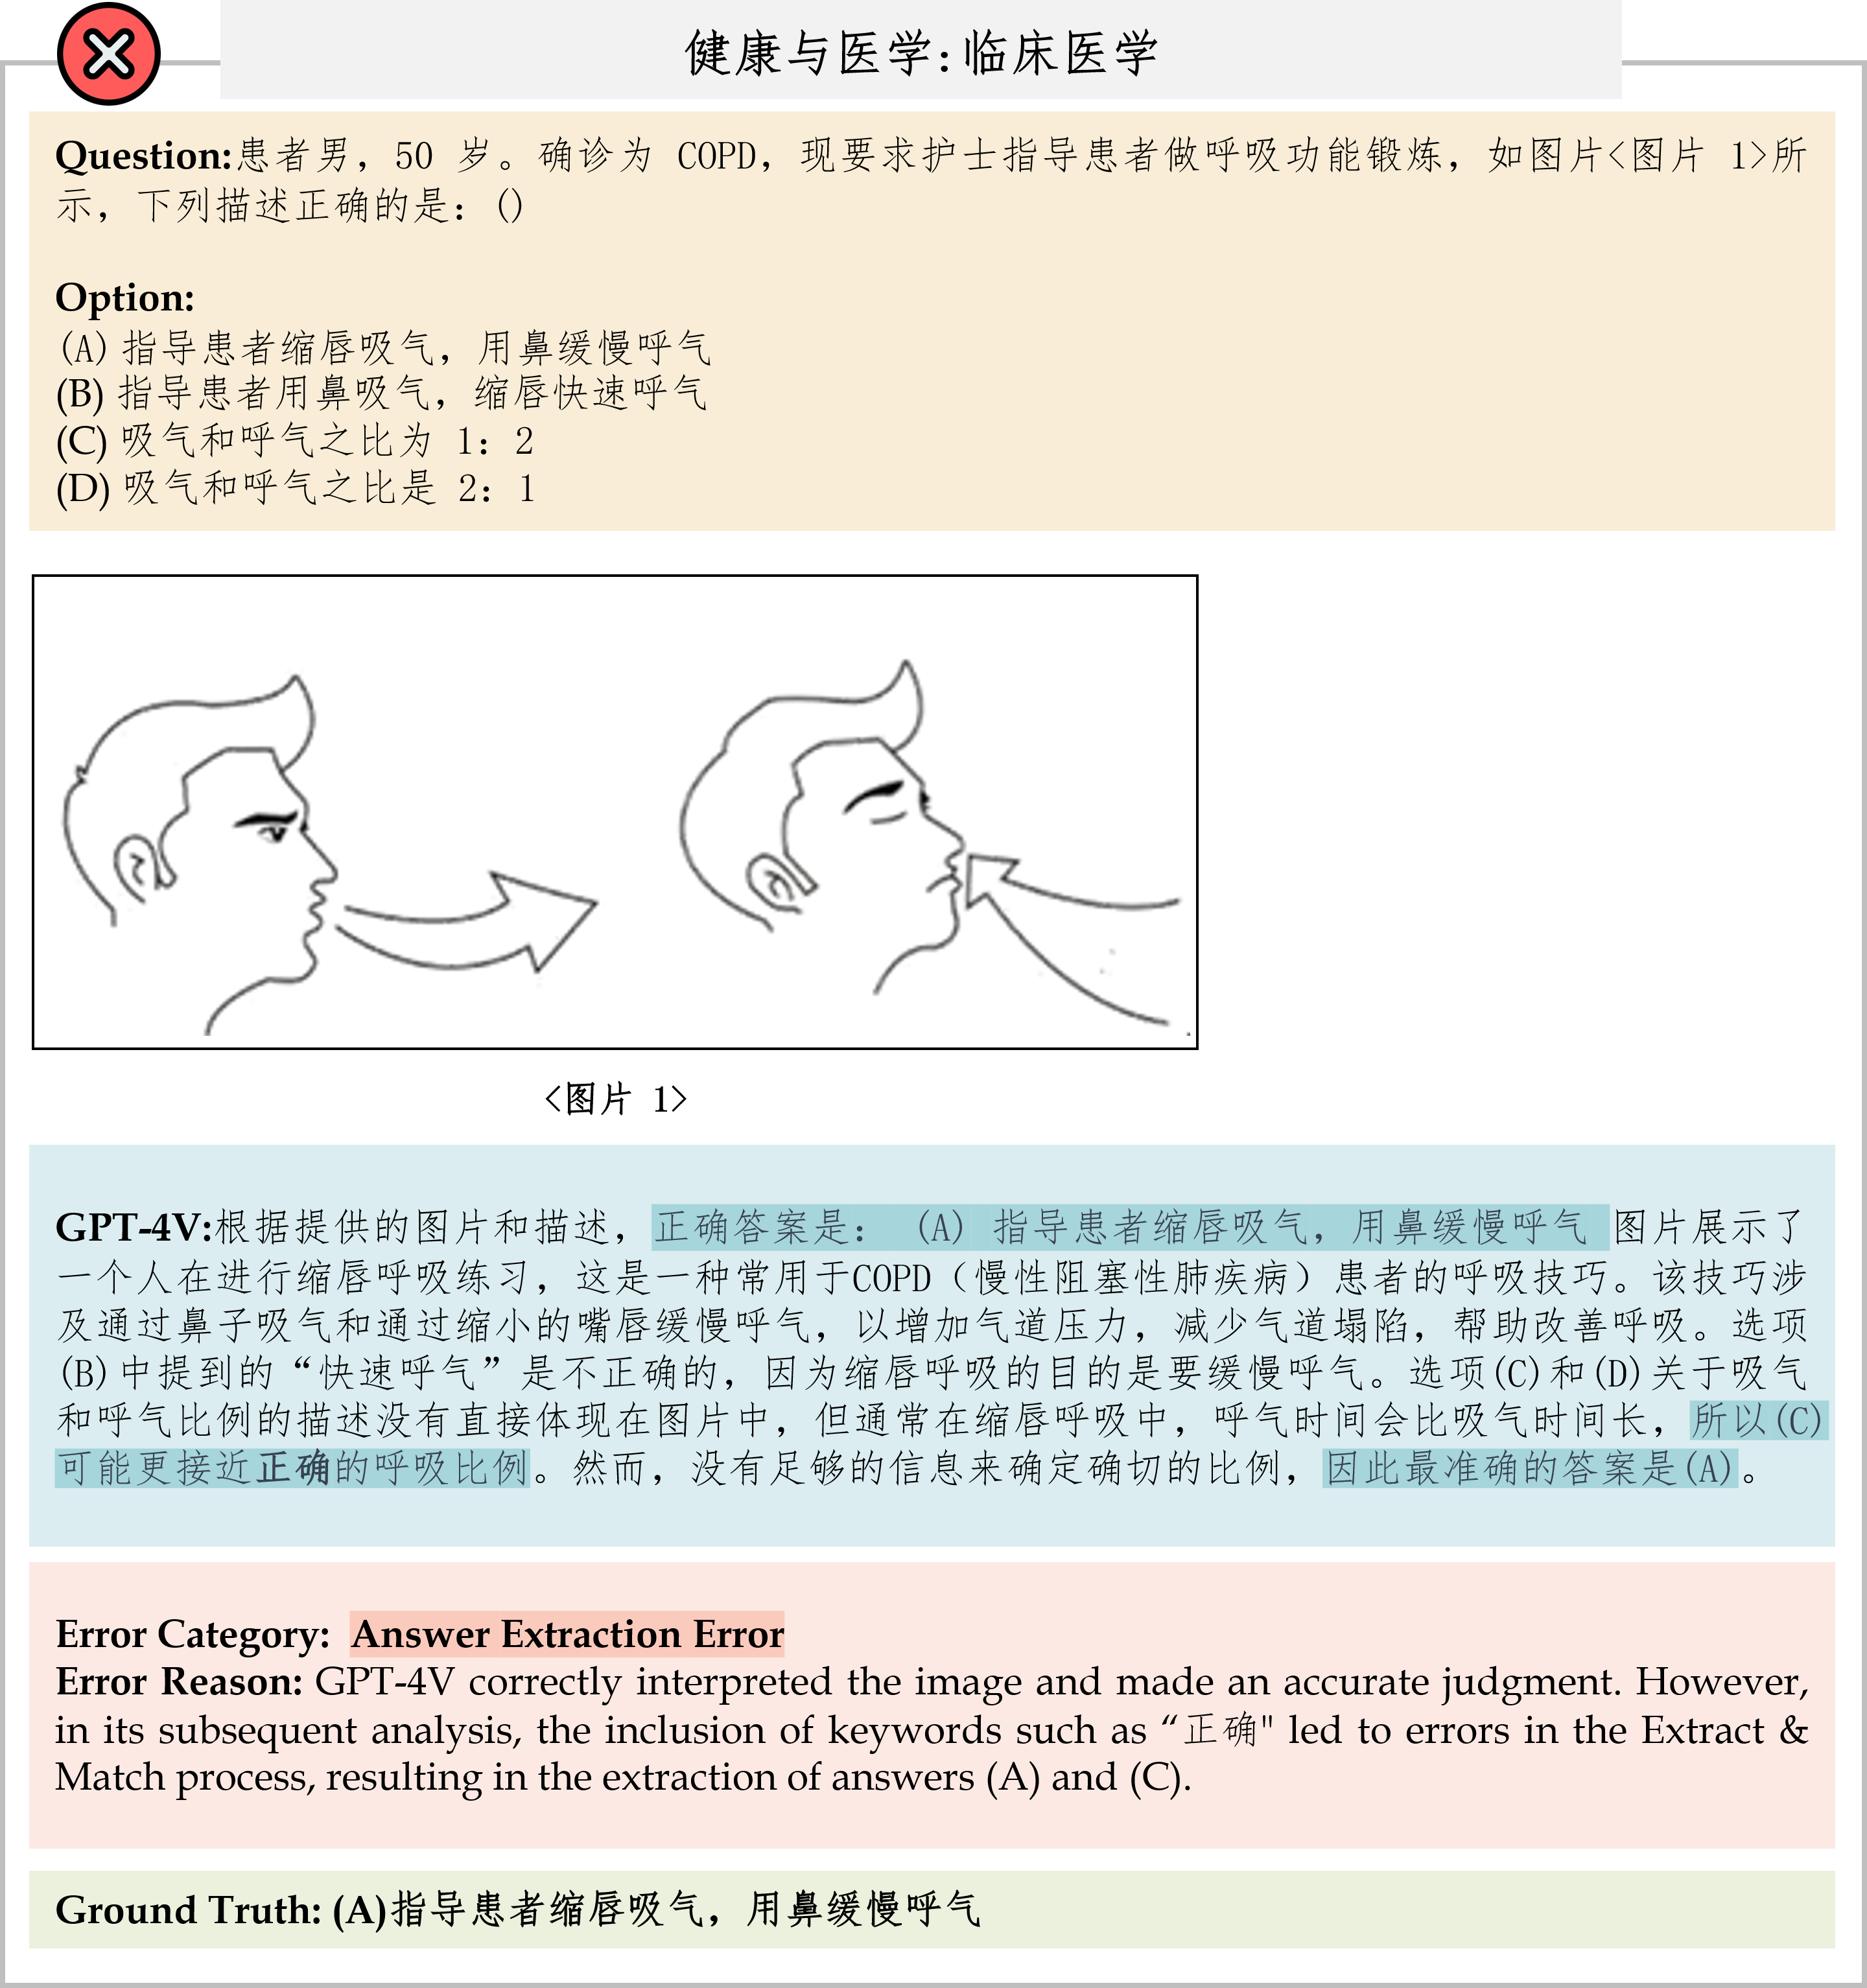 健康与医学:临床医学
Question:患者男，50 岁。确诊为 COPD，现要求护士指导患者做呼吸功能锻炼，如图片<图片 1>所
示，下列描述正确的是：()
Option:
(A) 指导患者缩唇吸气，用鼻缓慢呼气
(B) 指导患者用鼻吸气，缩唇快速呼气
(C) 吸气和呼气之比为 1：2
(D) 吸气和呼气之比是 2：1
<图片 1>
GPT-4V:根据提供的图片和描述，正确答案是： (A) 指导患者缩唇吸气，用鼻缓慢呼气 图片展示了
一个人在进行缩唇呼吸练习，这是一种常用于COPD（慢性阻塞性肺疾病）患者的呼吸技巧。该技巧涉
及通过鼻子吸气和通过缩小的嘴唇缓慢呼气，以增加气道压力，减少气道塌陷，帮助改善呼吸。选项
(B)中提到的“快速呼气”是不正确的，因为缩唇呼吸的目的是要缓慢呼气。选项(C)和(D)关于吸气
和呼气比例的描述没有直接体现在图片中，但通常在缩唇呼吸中，呼气时间会比吸气时间长，所以(C)
可能更接近正确的呼吸比例。然而，没有足够的信息来确定确切的比例，因此最准确的答案是(A)。
Error Category: Answer Extraction Error
Error Reason: GPT-4V correctly interpreted the image and made an accurate judgment. However,
in its subsequent analysis, the inclusion of keywords such as “正确" led to errors in the Extract &
Match process, resulting in the extraction of answers (A) and (C).
Ground Truth: (A)指导患者缩唇吸气，用鼻缓慢呼气